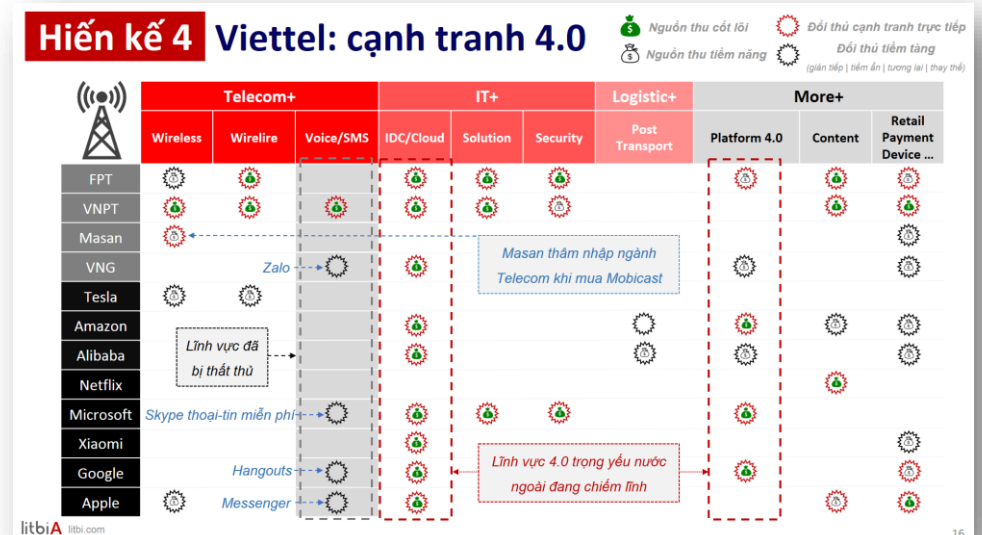 Hiến kế 4 Viettel: cạnh tranh 4.0
Nguồn thu cốt lõi
Đối thủ cạnh tranh trực tiếp
Nguồn thu tiềm năng
Đối thủ tiềm tàng
(gián tiếp | tiềm ẩn | tương lai | thay thế)
Telecom+ IT+ Logistic+ More+
Wireless Wirelire Voice/SMS IDC/Cloud Solution Security Post Transport Platform 4.0 Content Retail Payment Device ...
FPT
VNPT
Masan
Masan thâm nhập ngành
Telecom khi mua Mobicast
VNG
Zalo
Tesla
Amazon
Lĩnh vực đã
bị thất thủ
Alibaba
Netflix
Microsoft
Skype thoại-tin miễn phí
Xiaomi
Lĩnh vực 4.0 trọng yếu nước
ngoài đang chiếm lĩnh
Google
Hangouts
Apple
Messenger
litbiA litbi.com
16